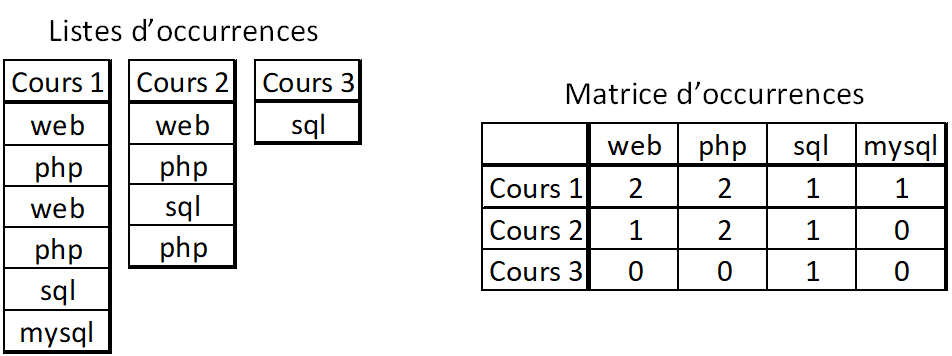 Listes d'occurrences
Cours 1 Cours 2 Cours 3
web web sql
php php
web sql
php php
sql
mysql
Matrice d'occurrences
web php sql mysql
Cours 1 2 2 1 1
Cours 2 1 2 1 0
Cours 3 0 0 1 0